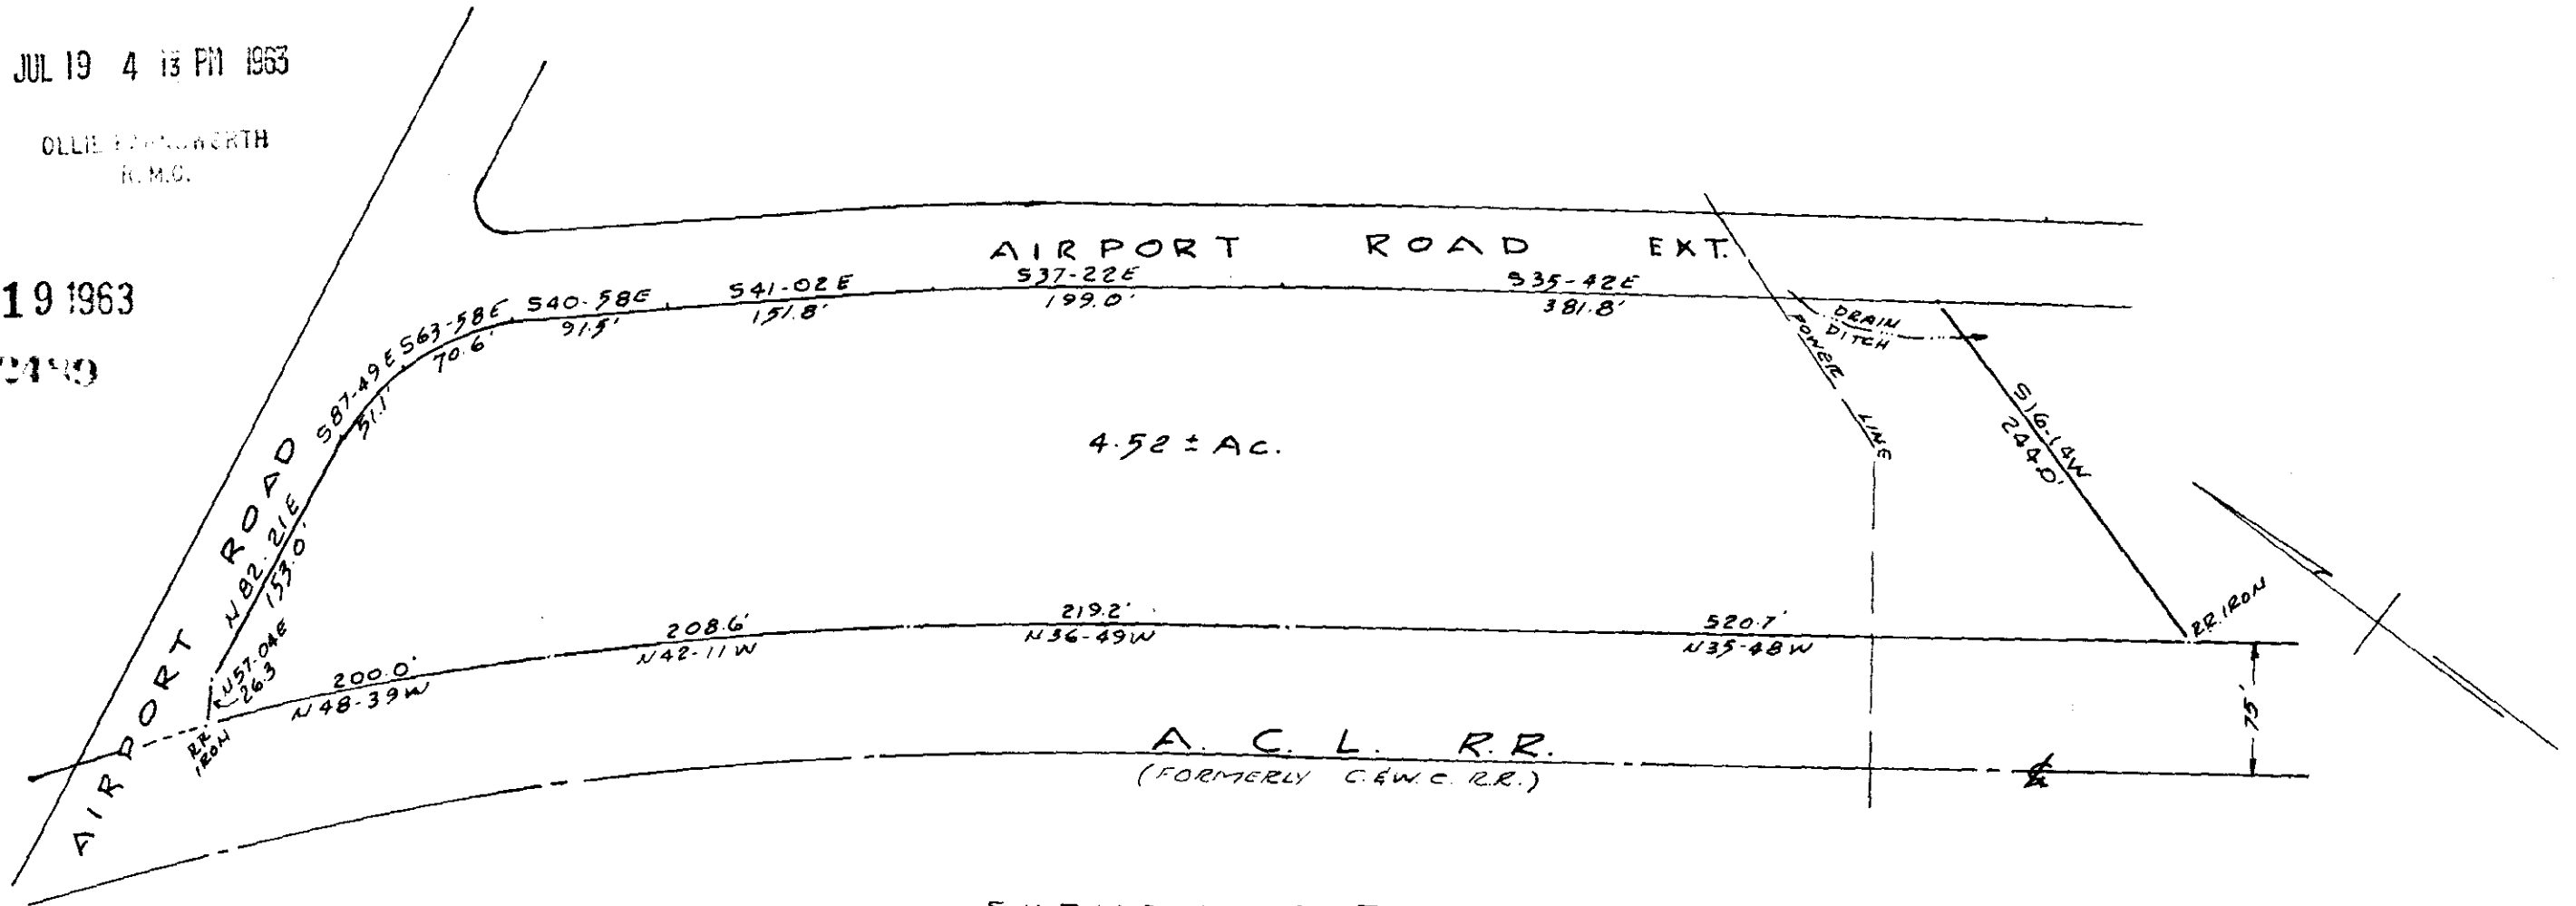 JUL 19 4 13 PM 1963
OLLIE
R. M. C.
19 1963
AIRPORT ROAD EXT.
S87-49E
51.1'
S63-58E
70.6'
S40-58E
91.5'
S41-02E
151.8'
S37-22E
199.0'
S35-42E
381.8'
DRAIN
DITCH
POWER LINE
S16-14W
244.0'
4.52 ± AC.
AIRPORT ROAD
N82-21E
153.0'
N57-04E
26.3
RR
IRON
200.0'
N48-39W
208.6'
N42-11W
219.2'
N36-49W
520.7'
N35-48W
RR. IRON
75'
A. C. L. R. R.
(FORMERLY C. & W. C. R.R.)